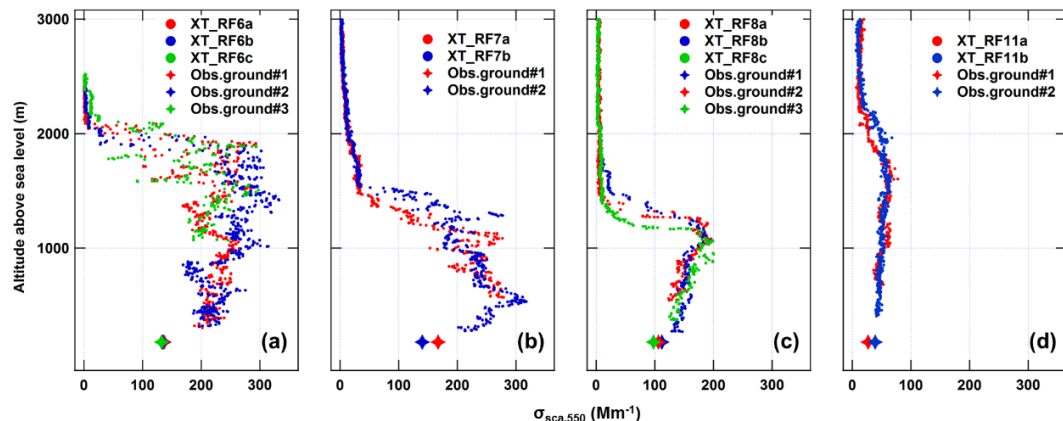 3000
2000
1000
Altitude above sea level (m)
XT_RF6a
XT_RF6b
XT_RF6c
Obs.ground#1
Obs.ground#2
Obs.ground#3
(a)
0 100 200 300
XT_RF7a
XT_RF7b
Obs.ground#1
Obs.ground#2
(b)
0 100 200 300
XT_RF8a
XT_RF8b
XT_RF8c
Obs.ground#1
Obs.ground#2
Obs.ground#3
(c)
0 100 200 300
XT_RF11a
XT_RF11b
Obs.ground#1
Obs.ground#2
(d)
0 100 200 300
σsca,550 (Mm⁻¹)